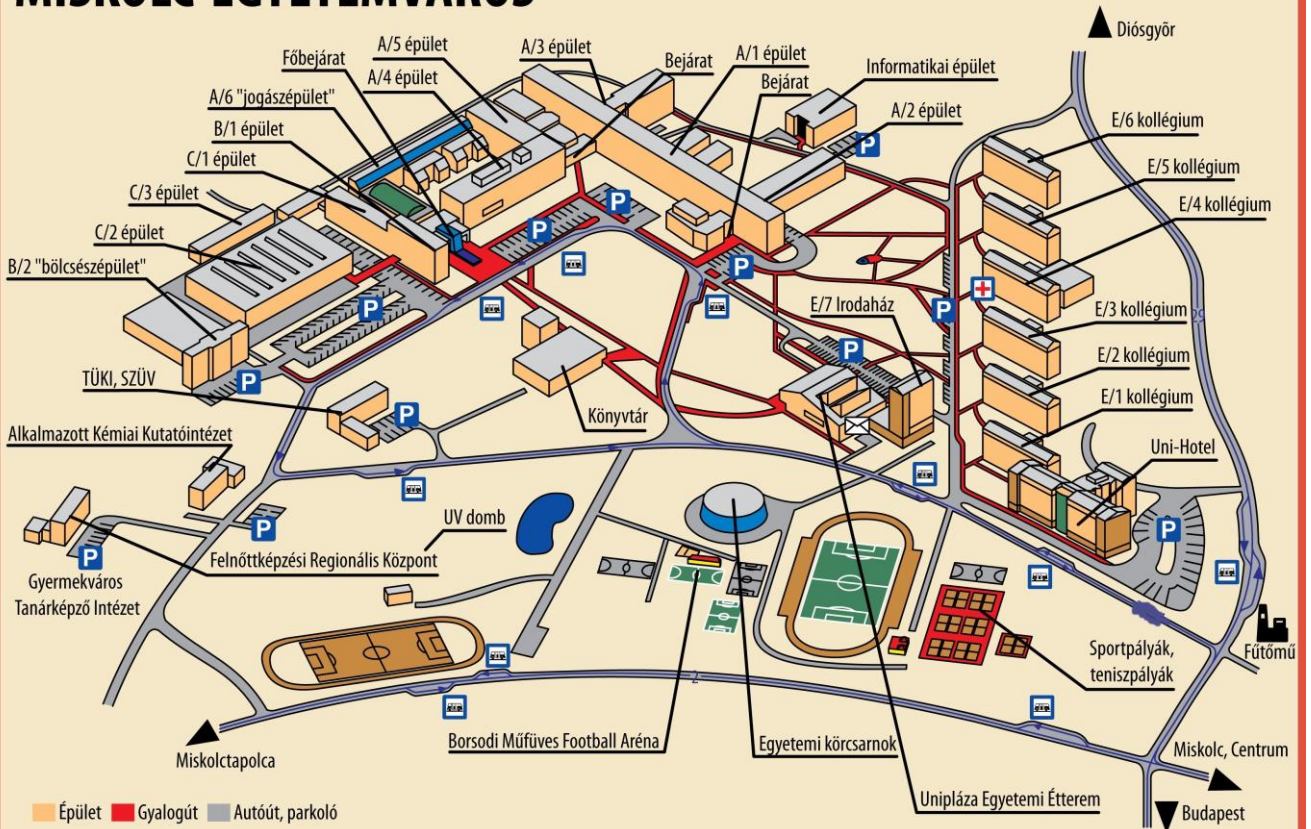 MISKOLC-EGYETEMVÁROS
Diósgyőr
A/5 épület
A/3 épület
A/1 épület
Főbejárat
Bejárat
Informatikai épület
A/4 épület
Bejárat
A/6 "jogászépület"
A/2 épület
B/1 épület
E/6 kollégium
C/1 épület
E/5 kollégium
C/3 épület
E/4 kollégium
C/2 épület
B/2 "bölcsészépület"
E/7 Irodaház
E/3 kollégium
29
E/2 kollégium
TÜKI, SZÜV
E/1 kollégium
Könyvtár
Alkalmazott Kémiai Kutatóintézet
Uni-Hotel
UV domb
Felnőttképzési Regionális Központ
Gyermekváros
Tanárképző Intézet
Sportpályák,
teniszpályák
Fűtőmű
2
Borsodi Műfüves Football Aréna
Egyetemi körcsarnok
Miskolctapolca
Miskolc, Centrum
Unipláza Egyetemi Étterem
Budapest
Épület
Gyalogút
Autóút, parkoló
P
P
P
P
P
P
P
P
P
P
P
P